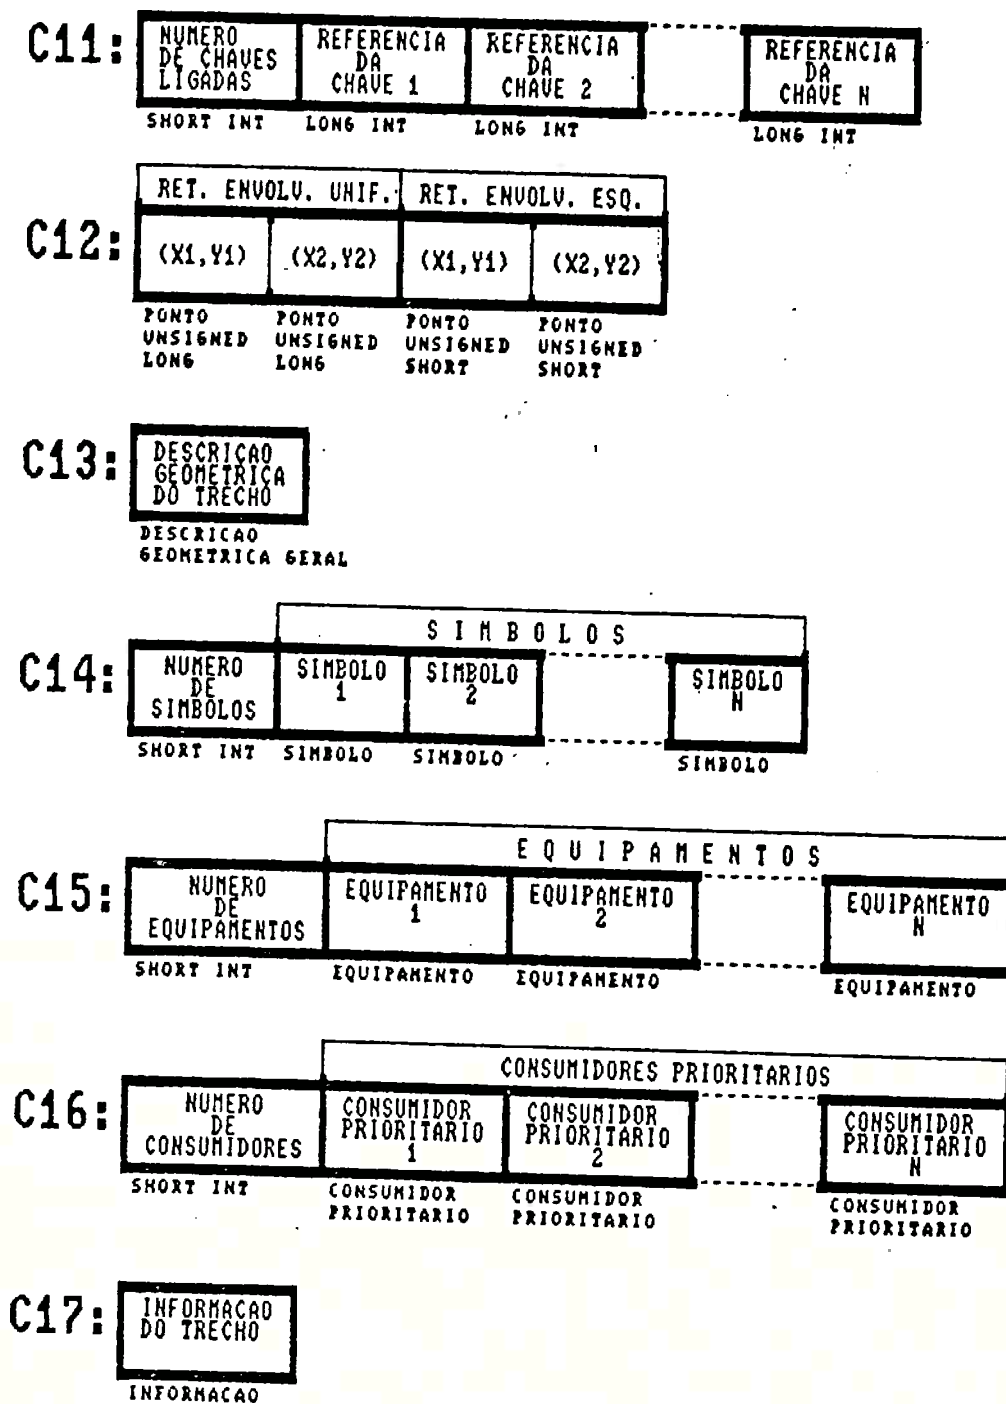 C11:
NUMERO DE CHAVES LIGADAS
REFERENCIA DA CHAVE 1
REFERENCIA DA CHAVE 2
REFERENCIA DA CHAVE N
SHORT INT
LONG INT
LONG INT
LONG INT
RET. ENVOLV. UNIF.
RET. ENVOLV. ESQ.
C12:
(X1,Y1)
(X2,Y2)
(X1,Y1)
(X2,Y2)
PONTO UNSIGNED LONG
PONTO UNSIGNED LONG
PONTO UNSIGNED SHORT
PONTO UNSIGNED SHORT
C13:
DESCRIÇAO
GEOMETRIÇA
DO TRECHO
DESCRICAO
GEOMETRICA GERAL
S I M B O L O S
C14:
NUMERO DE SIMBOLOS
SIMBOLO 1
SIMBOLO 2
SIMBOLO N
SHORT INT
SIMBOLO
SIMBOLO
SIMBOLO
E Q U I P A M E N T O S
C15:
NUMERO DE EQUIPAMENTOS
EQUIPAMENTO 1
EQUIPAMENTO 2
EQUIPAMENTO N
SHORT INT
EQUIPAMENTO
EQUIPAMENTO
EQUIPAMENTO
CONSUMIDORES PRIORITARIOS
C16:
NUMERO DE CONSUMIDORES
CONSUMIDOR PRIORITARIO 1
CONSUMIDOR PRIORITARIO 2
CONSUMIDOR PRIORITARIO N
SHORT INT
CONSUMIDOR PRIORITARIO
CONSUMIDOR PRIORITARIO
CONSUMIDOR PRIORITARIO
C17:
INFORMACAO
DO TRECHO
INFORMACAO